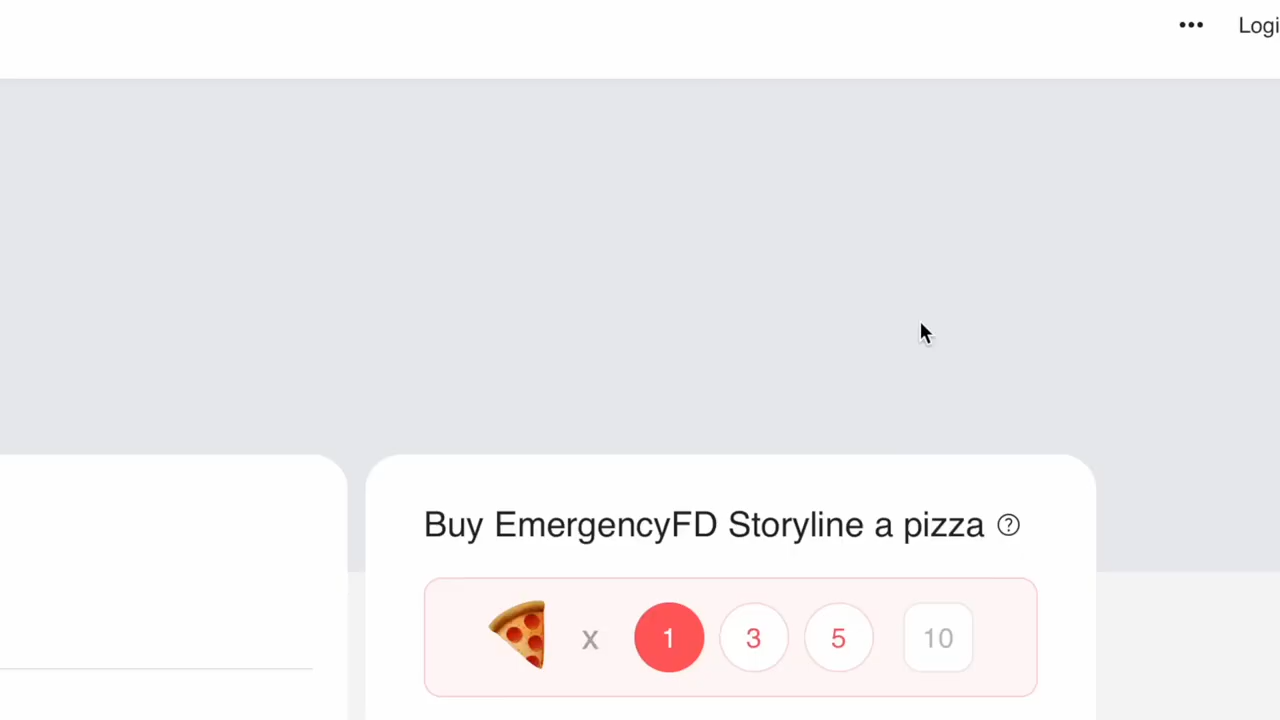 ••• Logi
Buy EmergencyFD Storyline a pizza ?
x 1 3 5 10